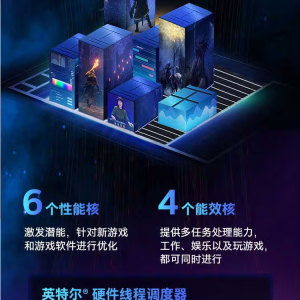 6个性能核
4个能效核
激发潜能，针对新游戏
和游戏软件进行优化
提供多任务处理能力，
工作、娱乐以及玩游戏，
都可同时进行
英特尔® 硬件线程调度器